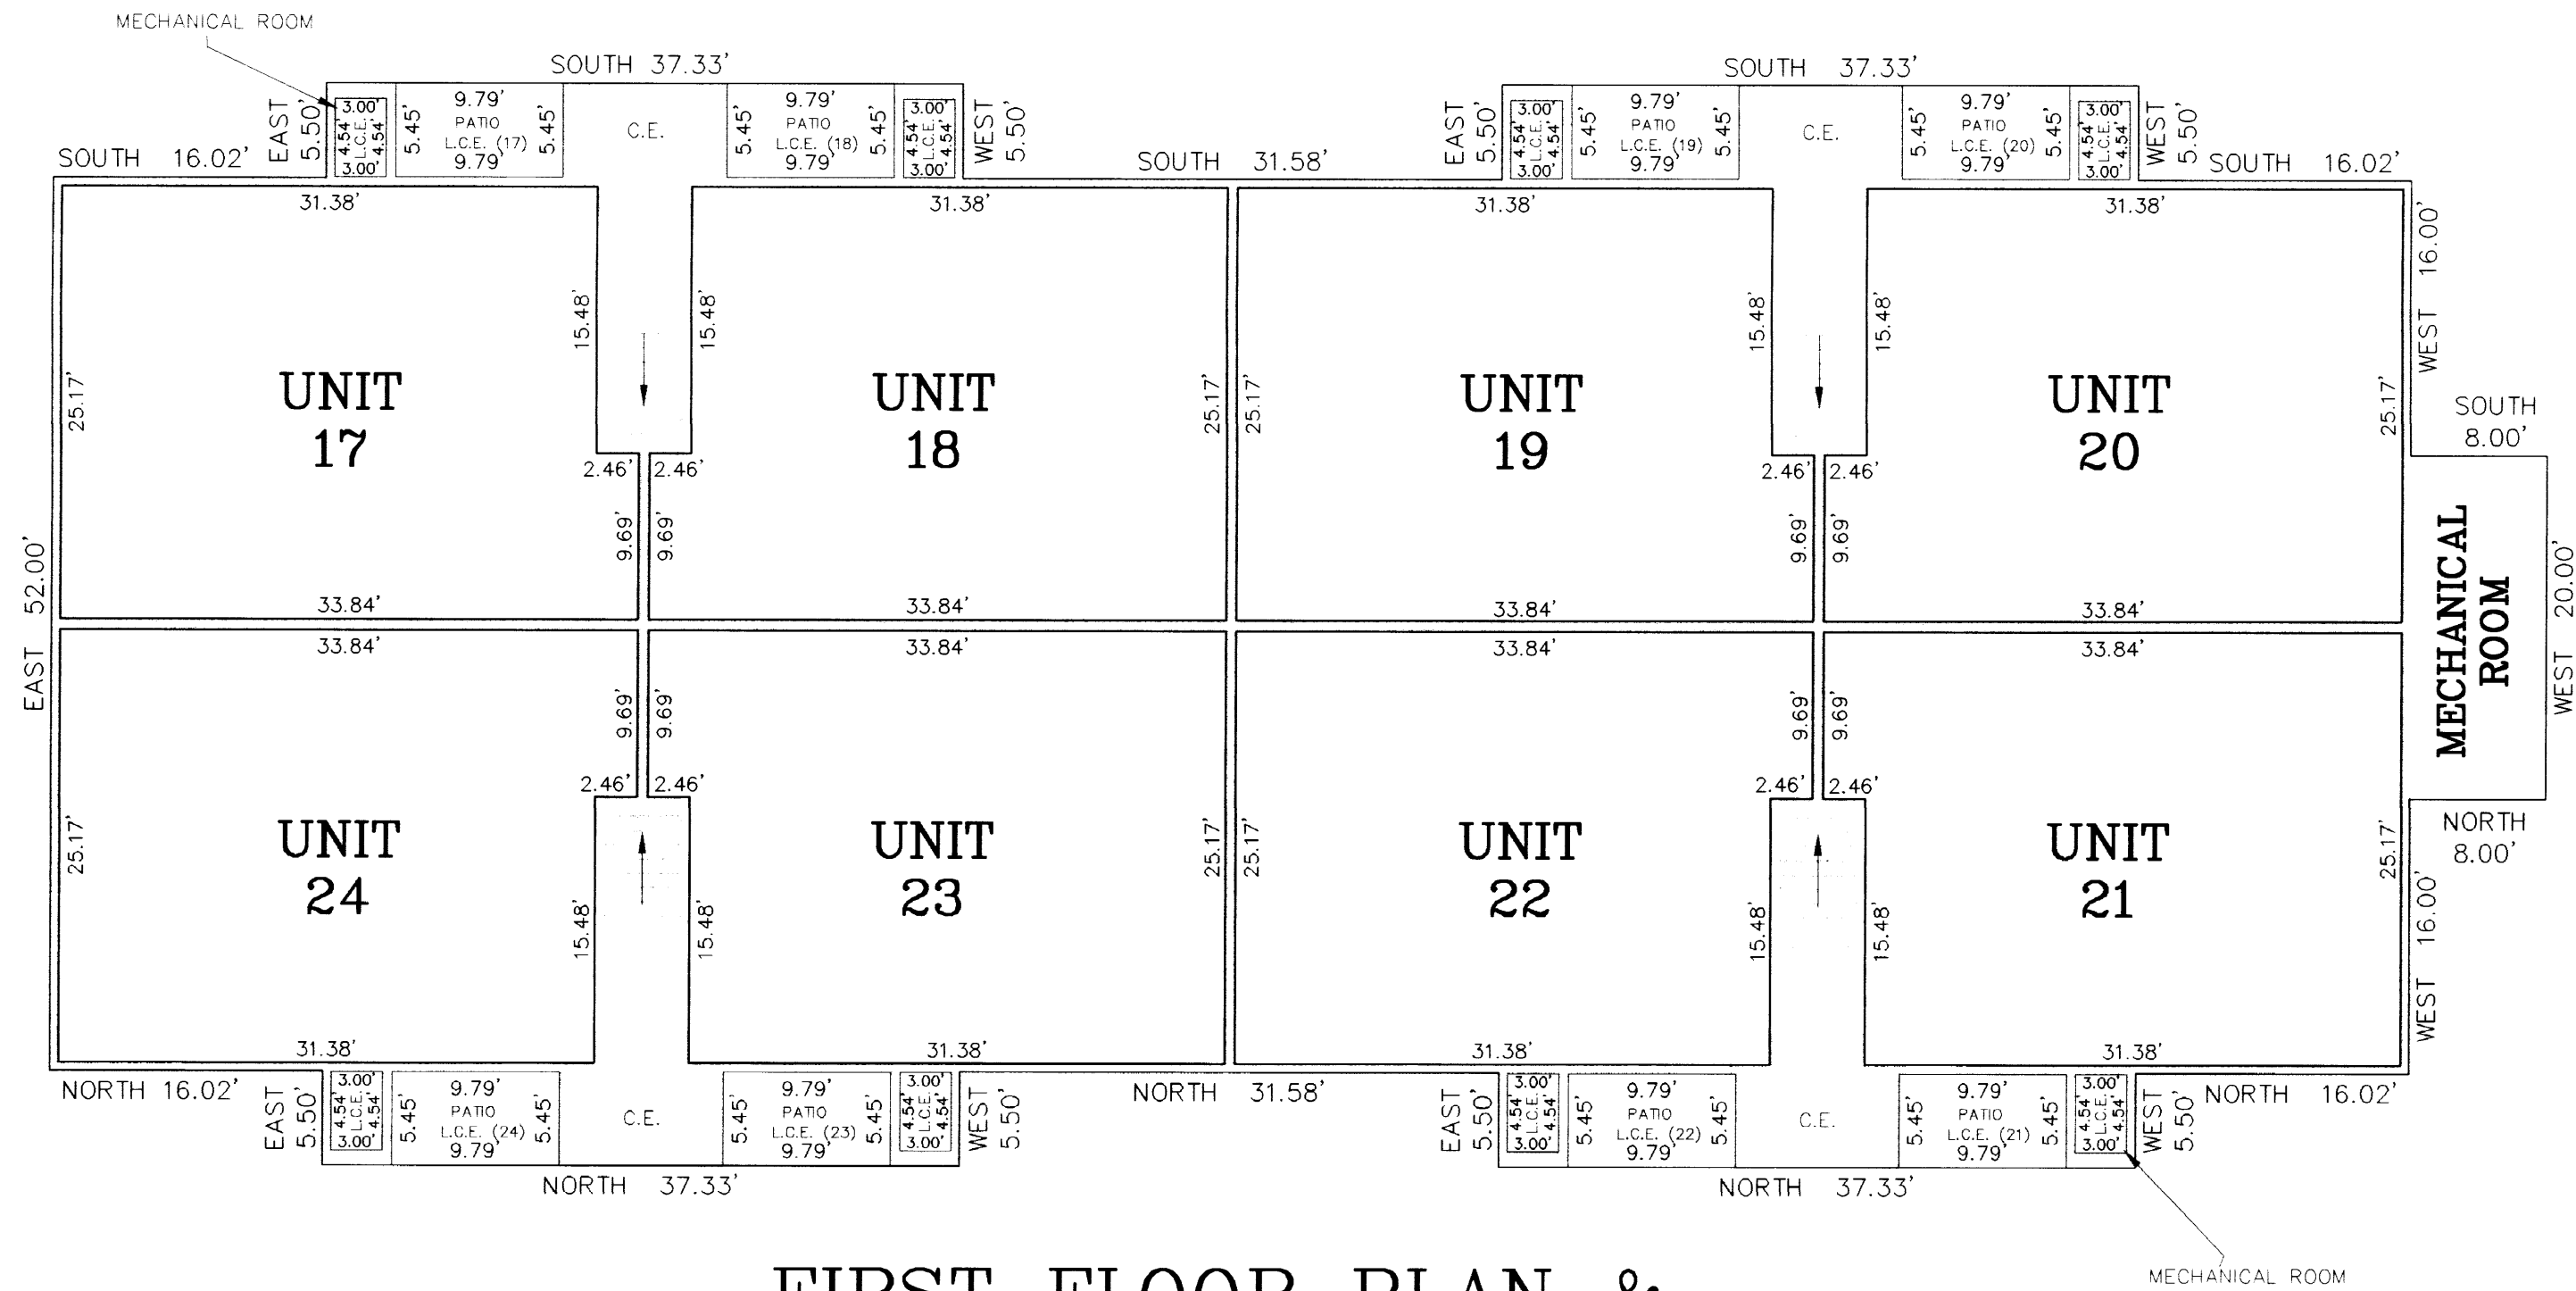 MECHANICAL ROOM
SOUTH 37.33'
SOUTH 37.33'
EAST 5.50'
3.00'
4.54' L.C.E. 4.54'
3.00'
5.45'
9.79'
PATIO
L.C.E. (17)
9.79'
5.45'
C.E.
5.45'
9.79'
PATIO
L.C.E. (18)
9.79'
5.45'
3.00'
4.54' L.C.E. 4.54'
3.00'
WEST 5.50'
EAST 5.50'
3.00'
4.54' L.C.E. 4.54'
3.00'
5.45'
9.79'
PATIO
L.C.E. (19)
9.79'
5.45'
C.E.
5.45'
9.79'
PATIO
L.C.E. (20)
9.79'
5.45'
3.00'
4.54' L.C.E. 4.54'
3.00'
WEST 5.50'
SOUTH 16.02'
SOUTH 31.58'
SOUTH 16.02'
31.38'
31.38'
31.38'
31.38'
WEST 16.00'
25.17'
UNIT
17
15.48'
15.48'
UNIT
18
25.17'
25.17'
UNIT
19
15.48'
15.48'
UNIT
20
25.17'
SOUTH
8.00'
2.46'
2.46'
2.46'
2.46'
9.69'
9.69'
9.69'
9.69'
EAST 52.00'
33.84'
33.84'
33.84'
33.84'
MECHANICAL
ROOM
WEST 20.00'
33.84'
33.84'
33.84'
33.84'
9.69'
9.69'
9.69'
9.69'
2.46'
2.46'
2.46'
2.46'
25.17'
UNIT
24
15.48'
15.48'
UNIT
23
25.17'
25.17'
UNIT
22
15.48'
15.48'
UNIT
21
25.17'
NORTH
8.00'
WEST 16.00'
31.38'
31.38'
31.38'
31.38'
NORTH 16.02'
NORTH 31.58'
NORTH 16.02'
EAST 5.50'
3.00'
4.54' L.C.E. 4.54'
3.00'
5.45'
9.79'
PATIO
L.C.E. (24)
9.79'
5.45'
C.E.
5.45'
9.79'
PATIO
L.C.E. (23)
9.79'
5.45'
3.00'
4.54' L.C.E. 4.54'
3.00'
WEST 5.50'
EAST 5.50'
3.00'
4.54' L.C.E. 4.54'
3.00'
5.45'
9.79'
PATIO
L.C.E. (22)
9.79'
5.45'
C.E.
5.45'
9.79'
PATIO
L.C.E. (21)
9.79'
5.45'
3.00'
4.54' L.C.E. 4.54'
3.00'
WEST 5.50'
NORTH 37.33'
NORTH 37.33'
MECHANICAL ROOM
FIRST FLOOR PLAN &